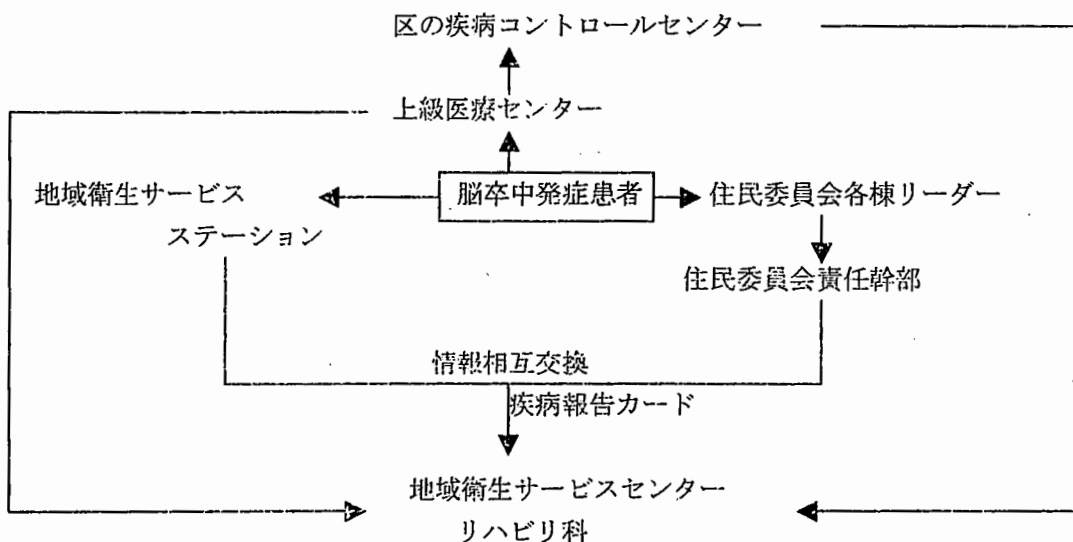 区の疾病コントロールセンター
上級医療センター
地域衛生サービス
ステーション
脳卒中発症患者
住民委員会各棟リーダー
住民委員会責任幹部
情報相互交換
疾病報告カード
地域衛生サービスセンター
リハビリ科